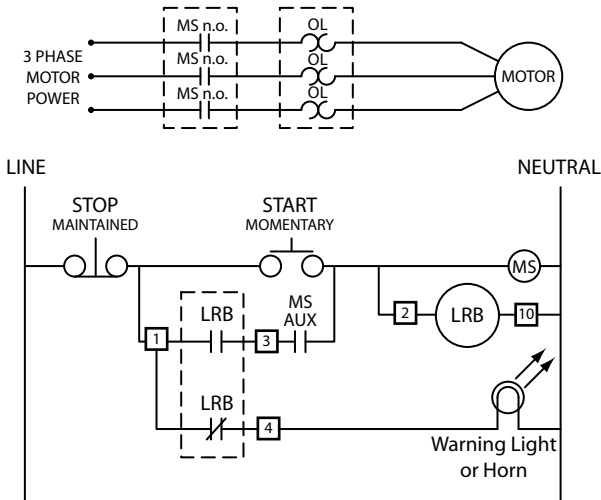 MS n.o.
OL
3 PHASE
MOTOR
POWER
MS n.o.
OL
MOTOR
MS n.o.
OL
LINE
NEUTRAL
STOP
MAINTAINED
START
MOMENTARY
MS
LRB
MS
AUX
1
3
2
LRB
10
LRB
4
Warning Light
or Horn